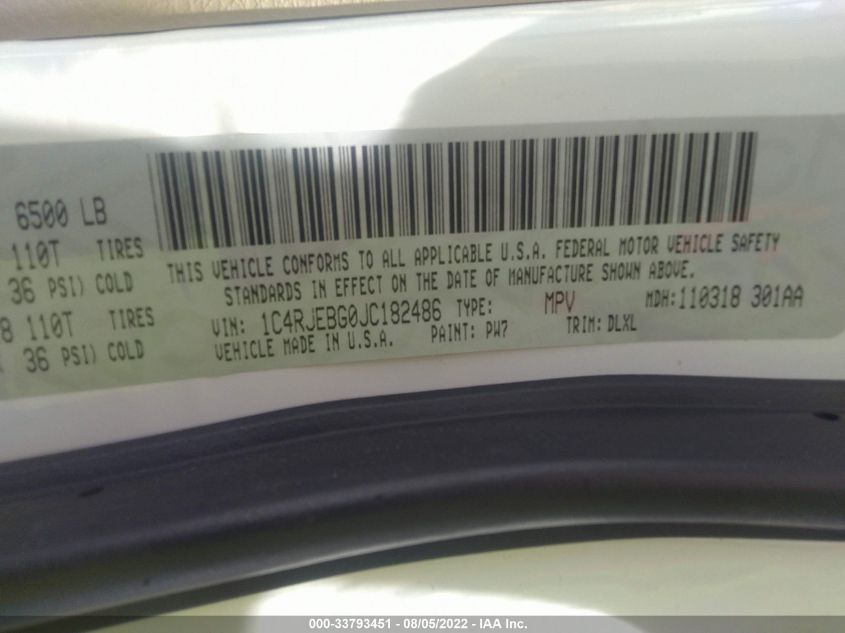 6500 LB
110T TIRES
36 PSI) COLD
8 110T TIRES
36 PSI) COLD
THIS VEHICLE CONFORMS TO ALL APPLICABLE U.S.A. FEDERAL MOTOR VEHICLE SAFETY
STANDARDS IN EFFECT ON THE DATE OF MANUFACTURE SHOWN ABOVE.
VIN: 1C4RJEBG0JC182486 TYPE: MPV MDH:110318 301AA
VEHICLE MADE IN U.S.A. PAINT: PW7 TRIM: DLXL
000-33793451 - 08/05/2022 - IAA Inc.